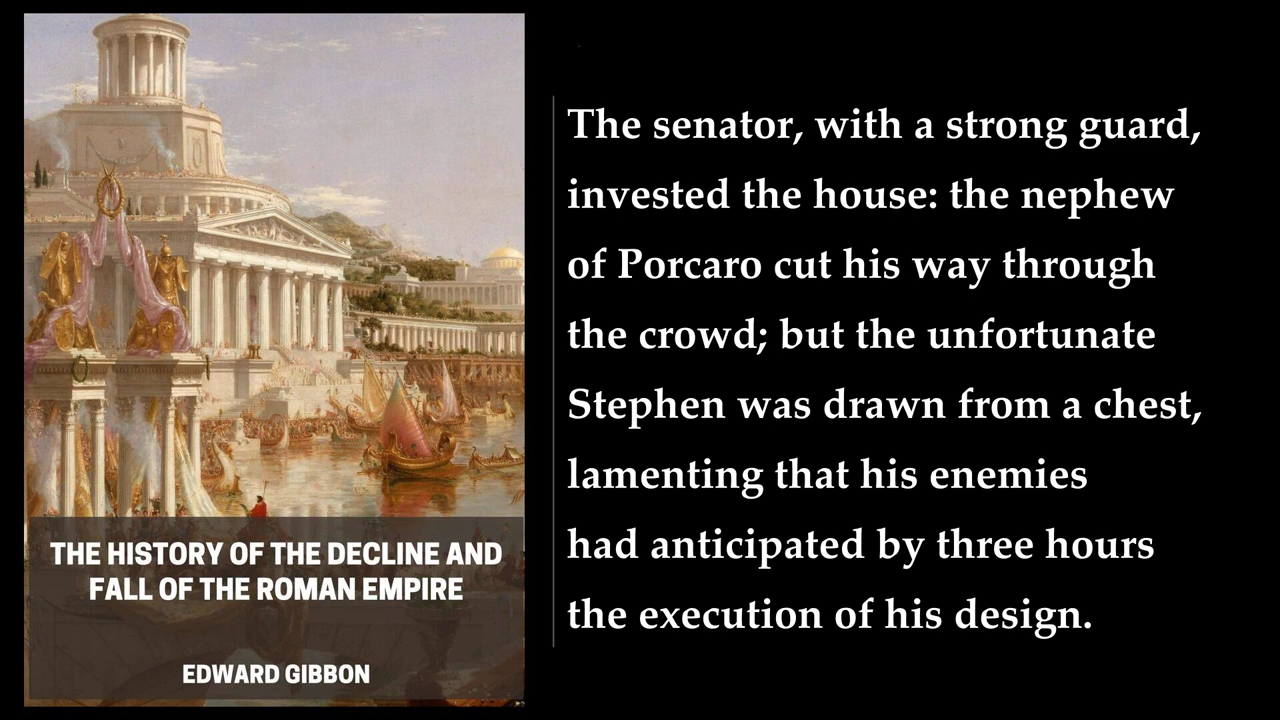 THE HISTORY OF THE DECLINE AND
FALL OF THE ROMAN EMPIRE
EDWARD GIBBON
The senator, with a strong guard,
invested the house: the nephew
of Porcaro cut his way through
the crowd; but the unfortunate
Stephen was drawn from a chest,
lamenting that his enemies
had anticipated by three hours
the execution of his design.